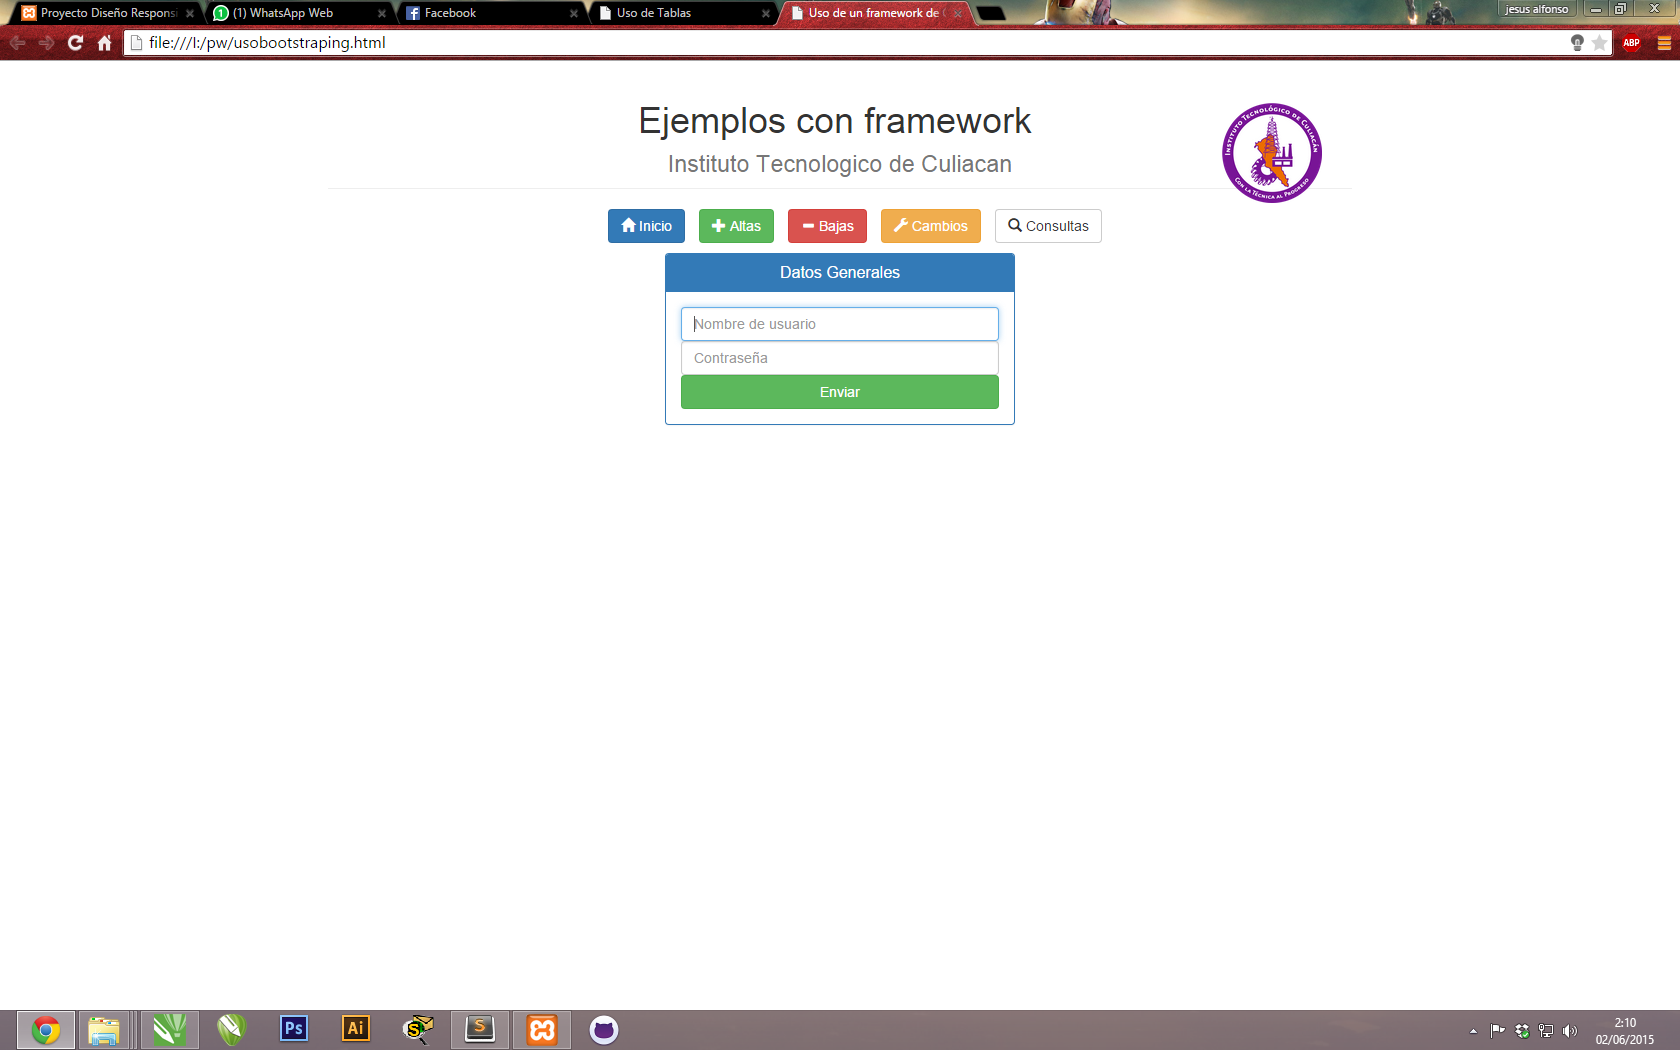 Proyecto Diseño Responsi
(1) WhatsApp Web
Facebook
Uso de Tablas
Uso de un framework de
jesus alfonso
file:///I:/pw/usobootstraping.html
ABP
Ejemplos con framework
Instituto Tecnologico de Culiacan
INSTITUTO TECNOLÓGICO DE CULIACÁN
CON LA TÉCNICA AL PROGRESO
Inicio
Altas
Bajas
Cambios
Consultas
Datos Generales
Nombre de usuario
Contraseña
Enviar
Ps
Ai
S
S
2:10
02/06/2015